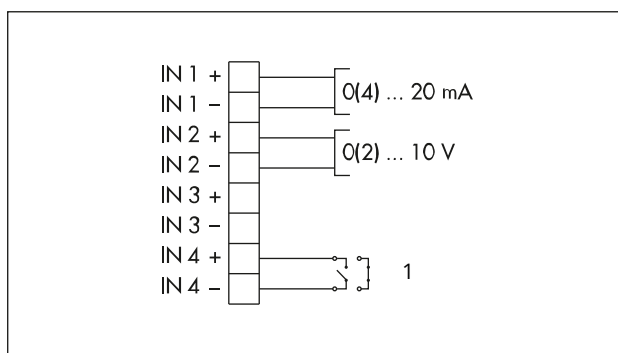 IN 1 +
IN 1 –
0(4) ... 20 mA
IN 2 +
IN 2 –
0(2) ... 10 V
IN 3 +
IN 3 –
IN 4 +
IN 4 –
1